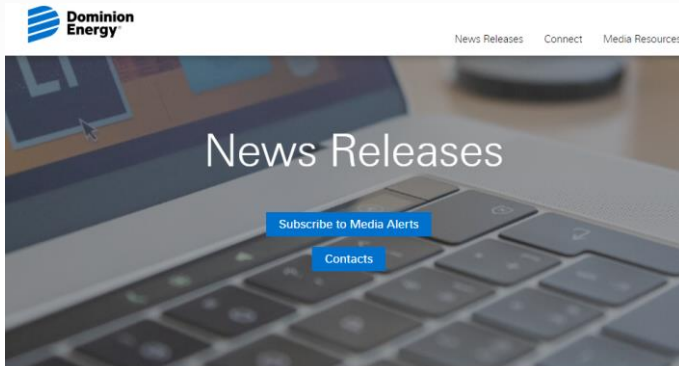 Dominion
Energy®
News Releases Connect Media Resources
News Releases
Subscribe to Media Alerts
Contacts